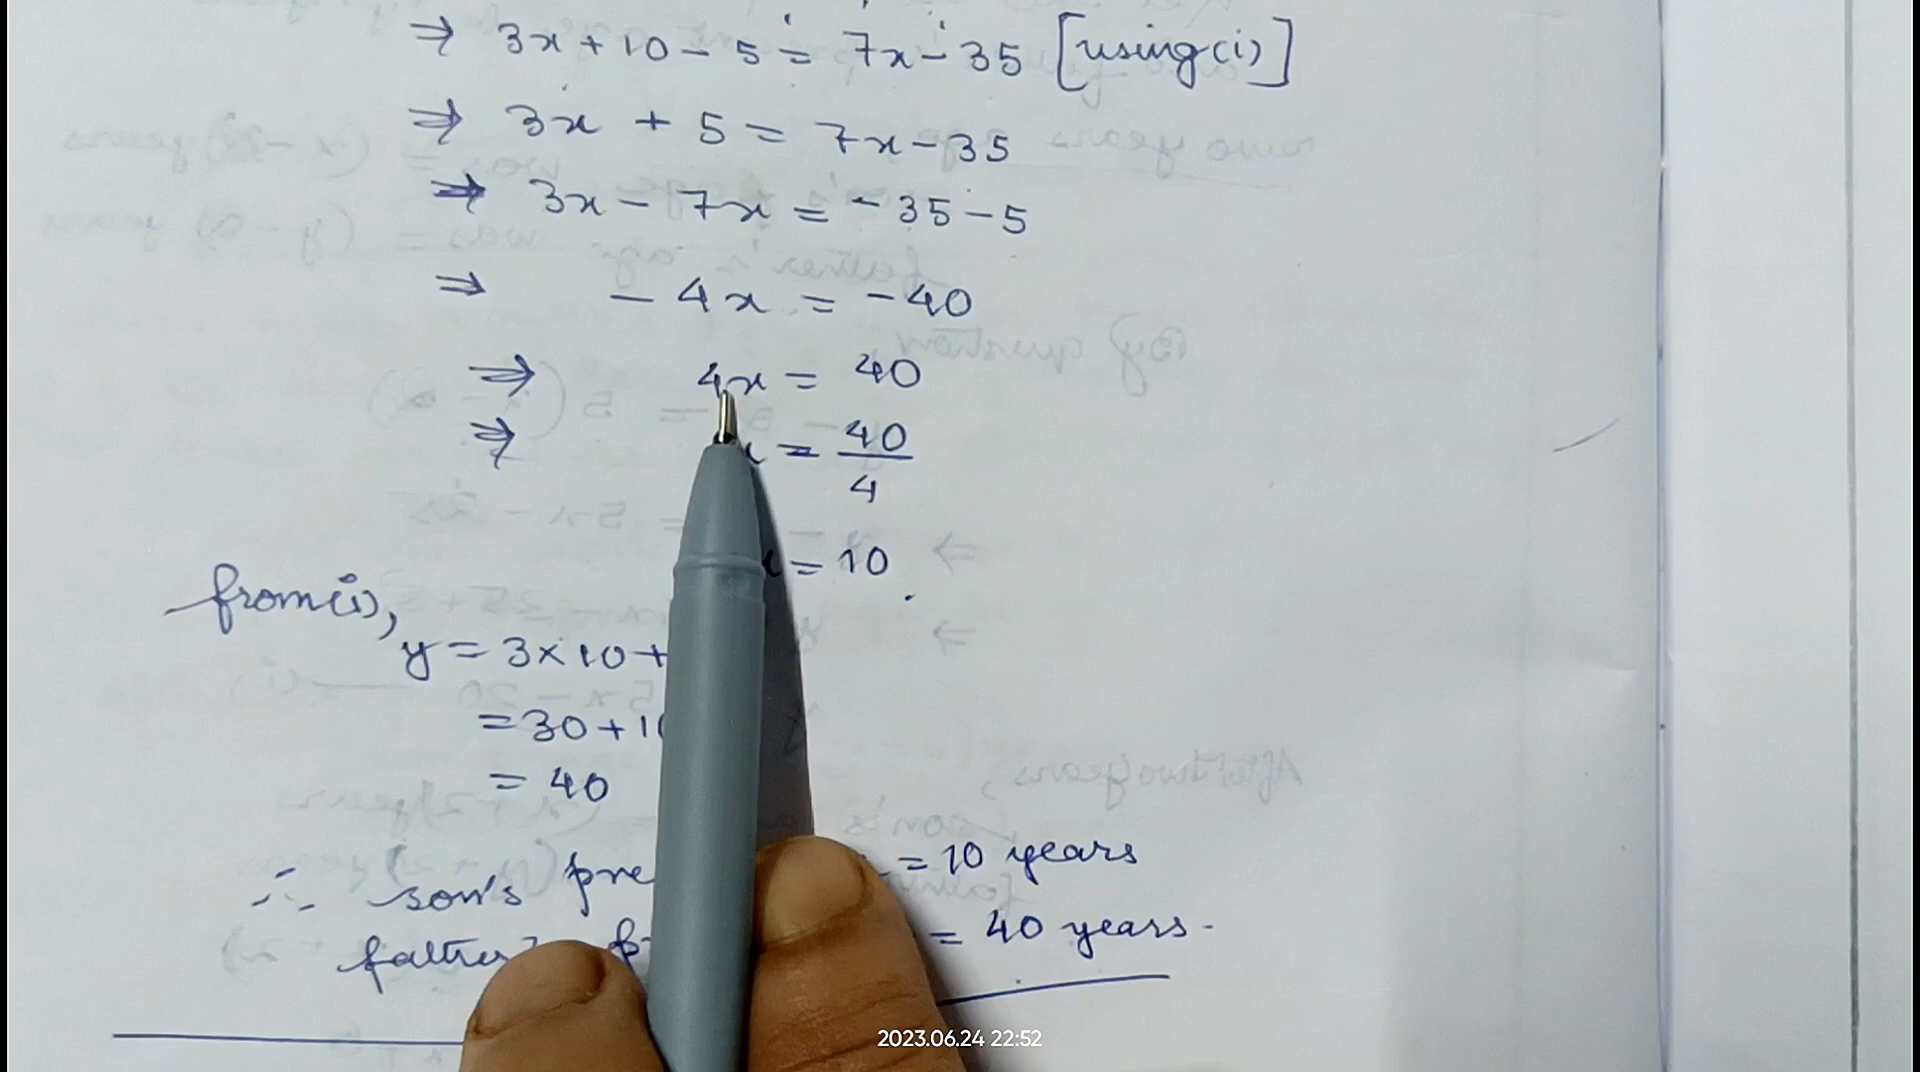 ⇒ 3x + 10 - 5 = 7x - 35 [using (i)]
⇒ 3x + 5 = 7x - 35
⇒ 3x - 7x = - 35 - 5
⇒ - 4x = - 40
⇒ 4x = 40
⇒ x = 40/4
x = 10
from (i),
y = 3 × 10 +
= 30 + 10
= 40
∴ son's pre = 10 years
father's = 40 years.
2023.06.24 22:52